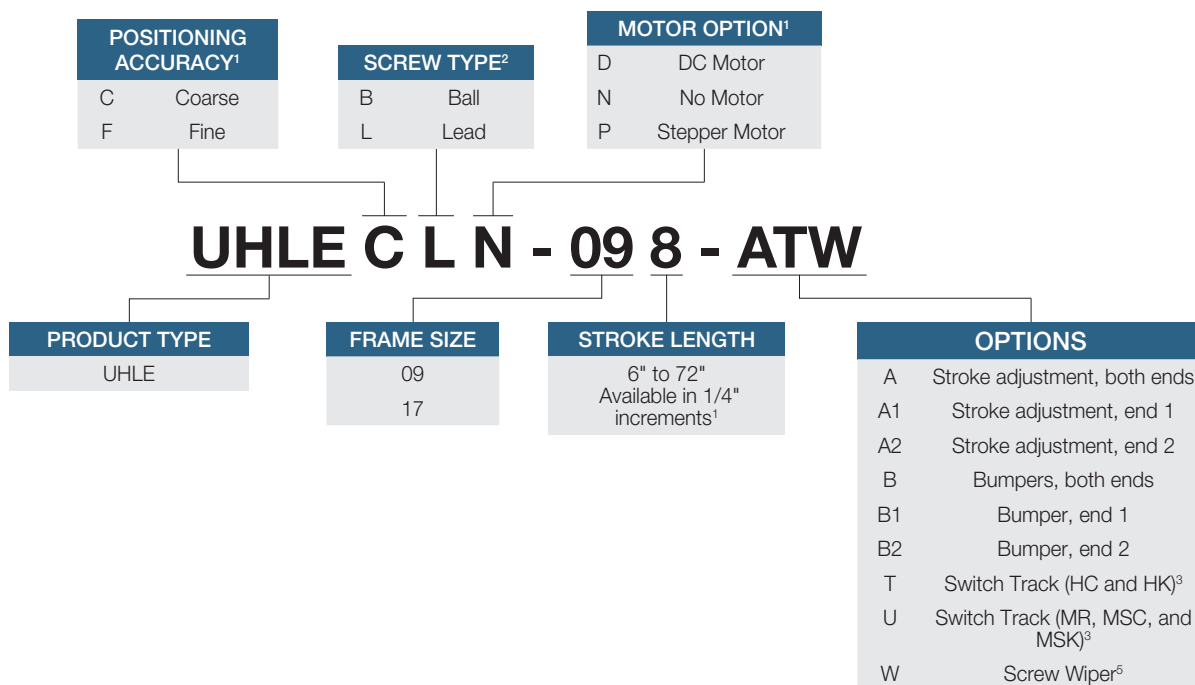 POSITIONING
ACCURACY¹
C Coarse
F Fine
SCREW TYPE²
B Ball
L Lead
MOTOR OPTION¹
D DC Motor
N No Motor
P Stepper Motor
UHLE C L N - 09 8 - ATW
PRODUCT TYPE
UHLE
FRAME SIZE
09
17
STROKE LENGTH
6" to 72"
Available in 1/4"
increments¹
OPTIONS
A Stroke adjustment, both ends
A1 Stroke adjustment, end 1
A2 Stroke adjustment, end 2
B Bumpers, both ends
B1 Bumper, end 1
B2 Bumper, end 2
T Switch Track (HC and HK)³
U Switch Track (MR, MSC, and
MSK)³
W Screw Wiper⁵